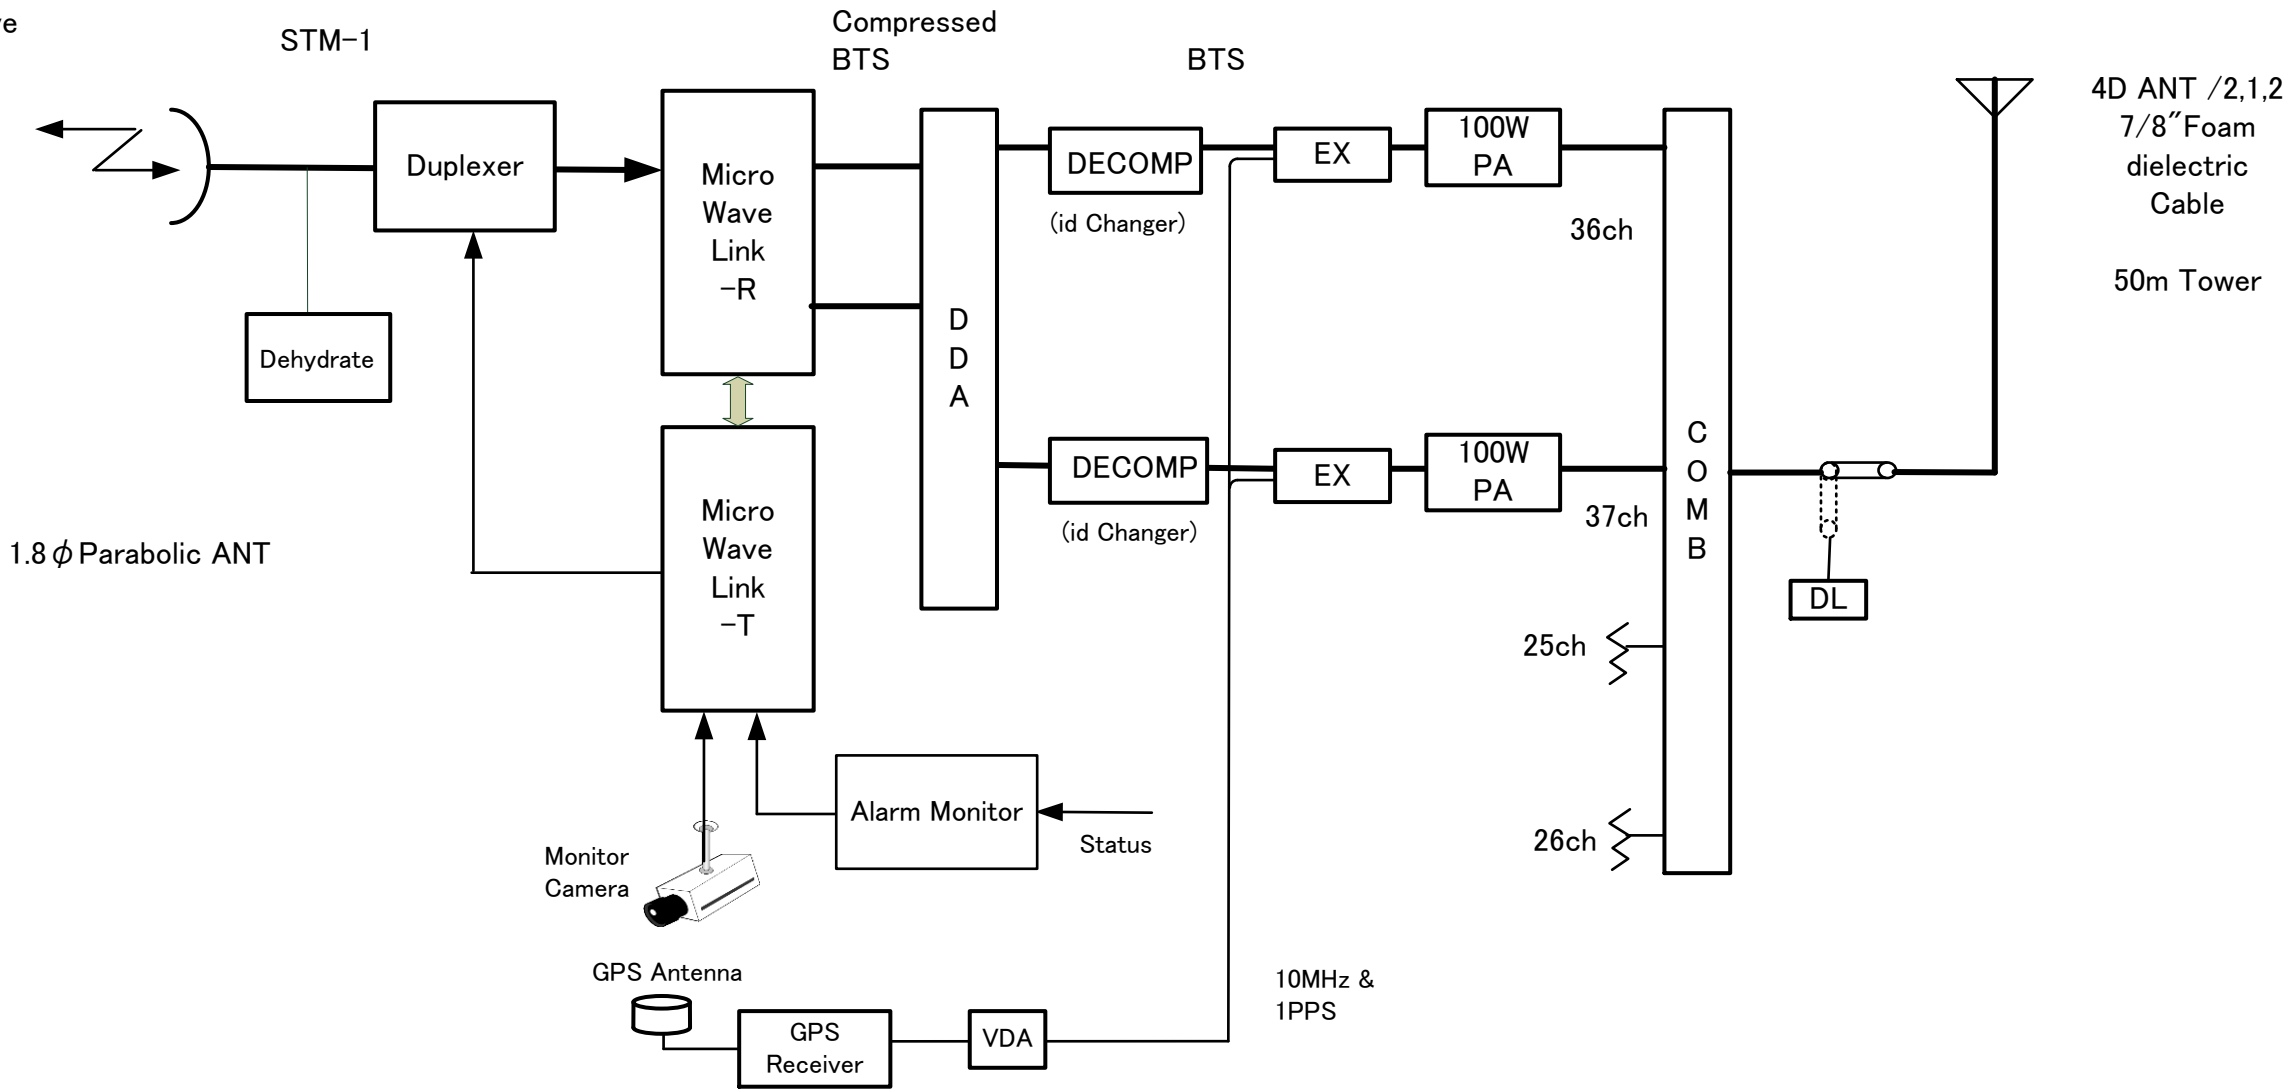 ve
STM-1
Compressed
BTS
BTS
Duplexer
Micro
Wave
Link
-R
D
D
A
DECOMP
(id Changer)
EX
100W
PA
36ch
4D ANT /2,1,2
7/8"Foam
dielectric
Cable
50m Tower
Dehydrate
1.8φParabolic ANT
Micro
Wave
Link
-T
DECOMP
(id Changer)
EX
100W
PA
37ch
C
O
M
B
DL
25ch
26ch
Alarm Monitor
Status
Monitor
Camera
GPS Antenna
GPS
Receiver
VDA
10MHz &
1PPS